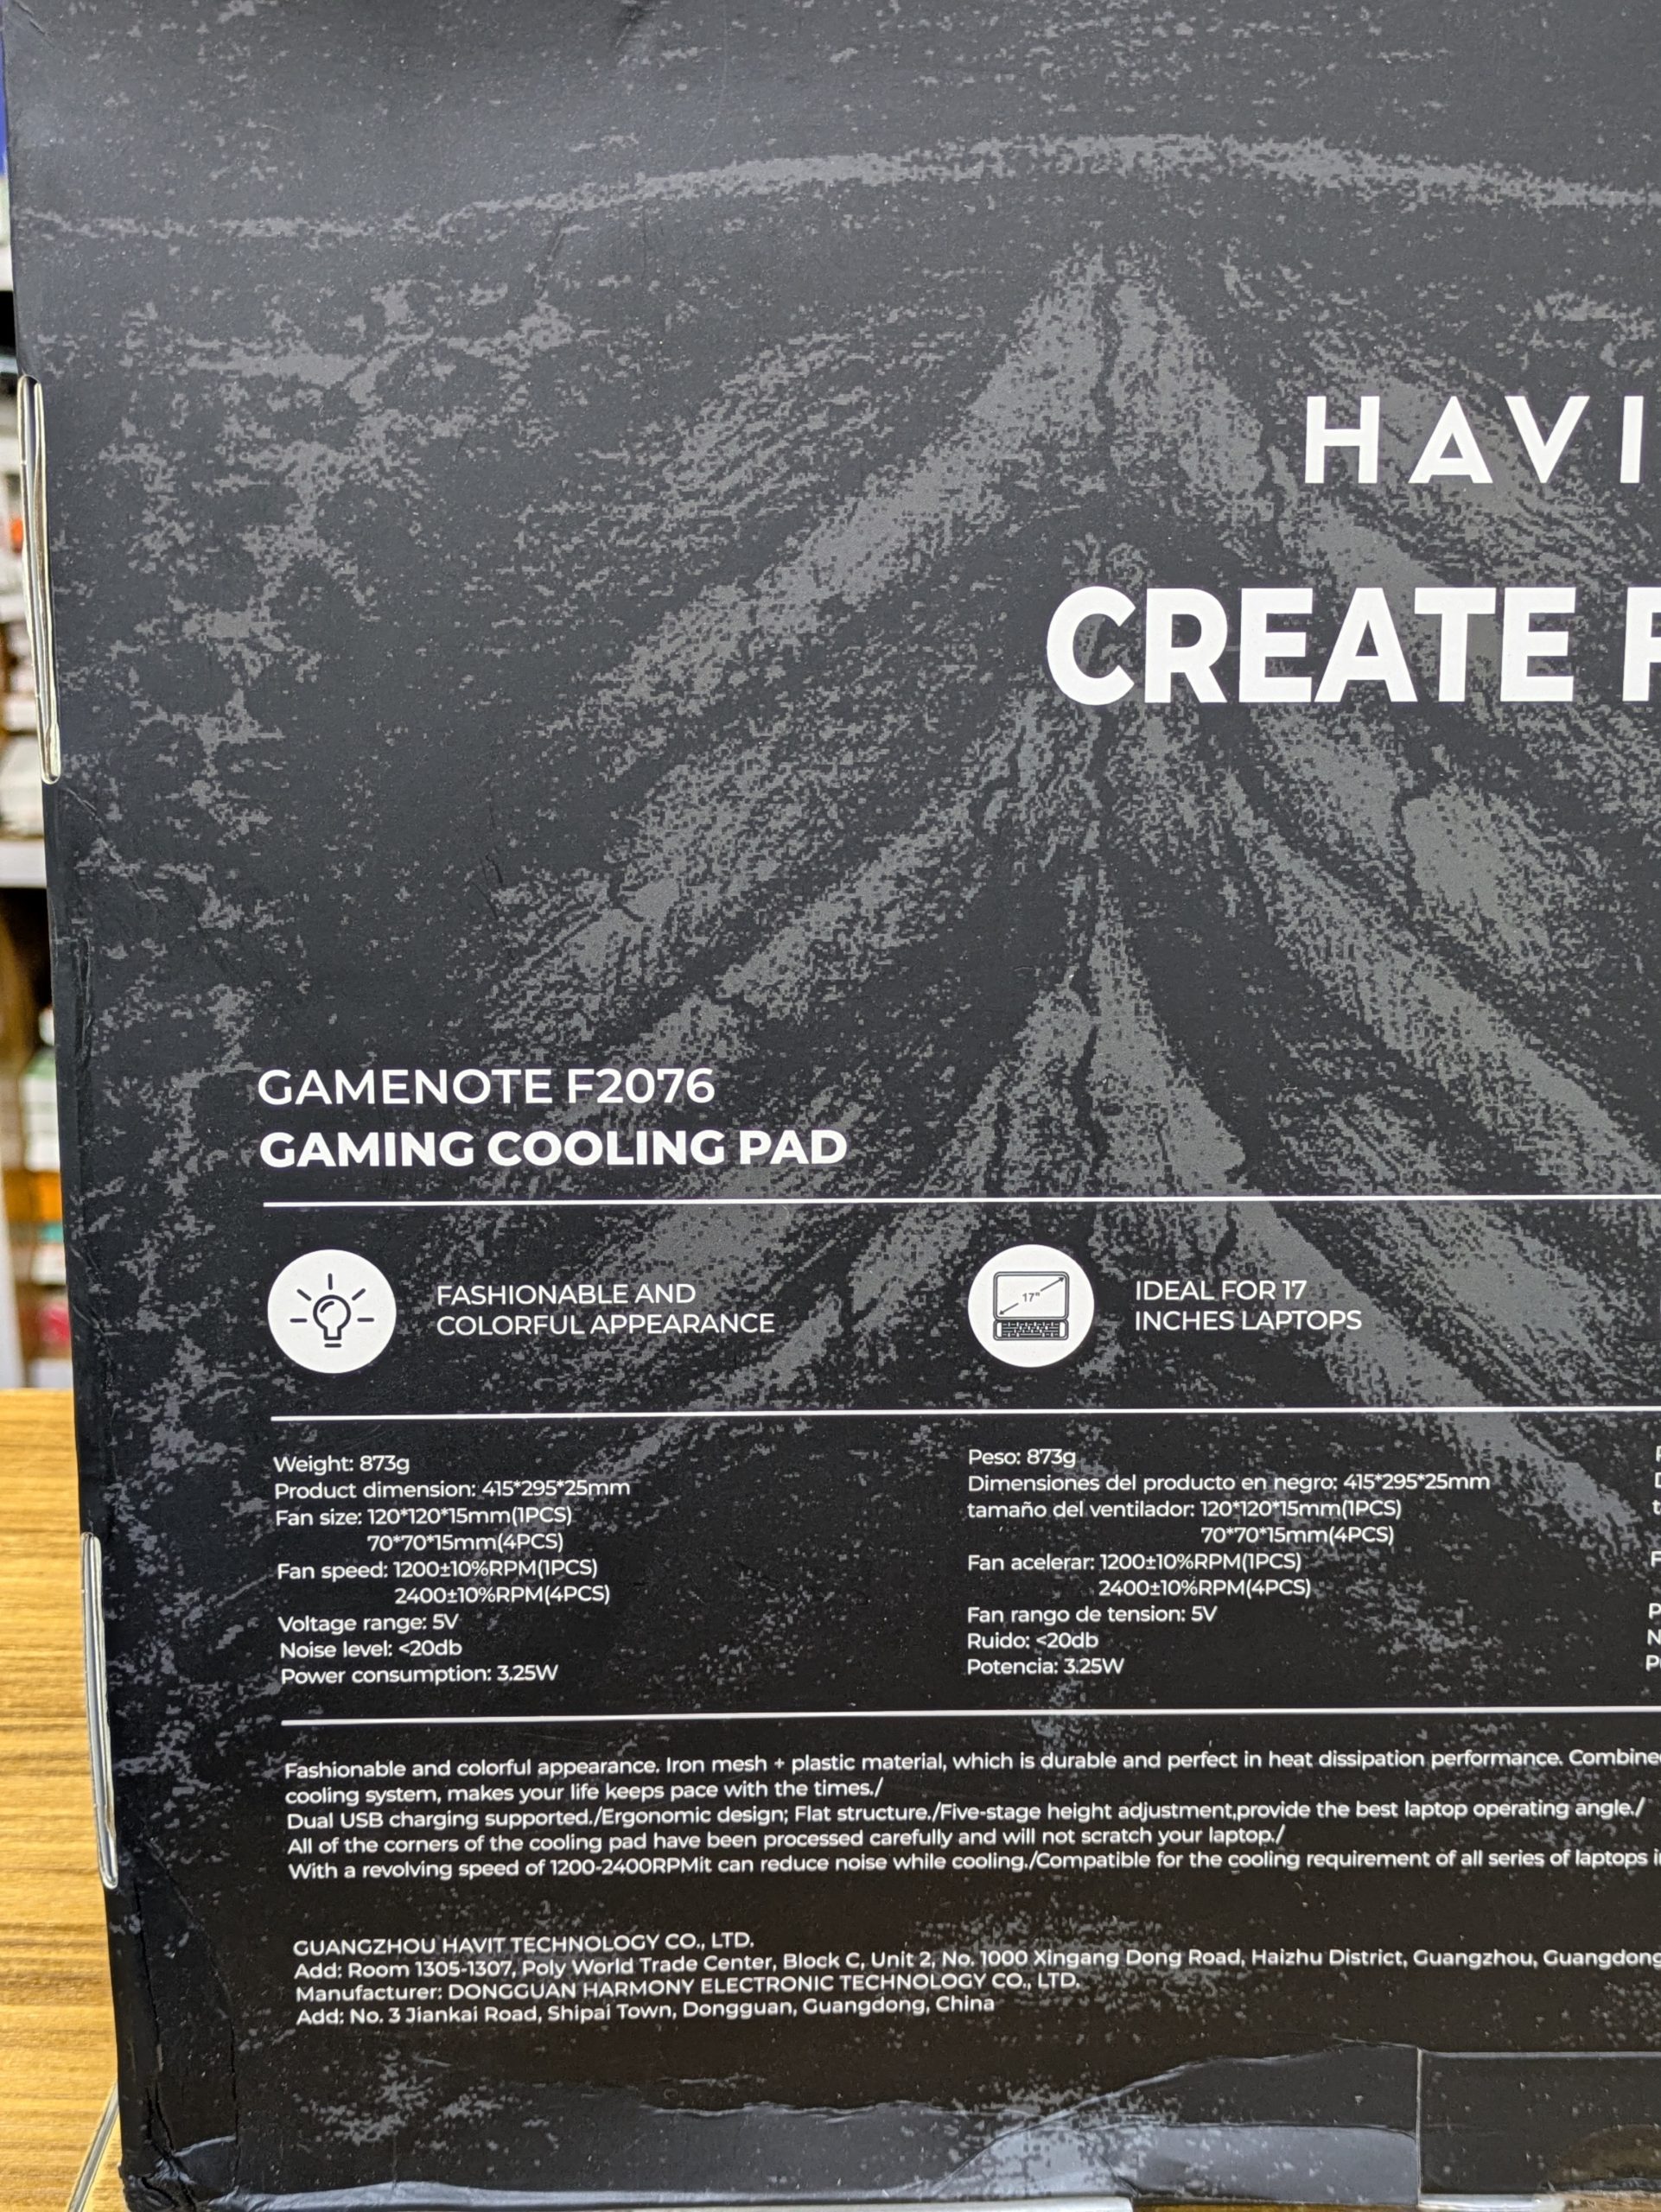 HAVI
CREATE
GAMENOTE F2076
GAMING COOLING PAD
FASHIONABLE AND
COLORFUL APPEARANCE
17"
IDEAL FOR 17
INCHES LAPTOPS
Weight: 873g
Product dimension: 415*295*25mm
Fan size: 120*120*15mm(1PCS)
70*70*15mm(4PCS)
Fan speed: 1200±10%RPM(1PCS)
2400±10%RPM(4PCS)
Voltage range: 5V
Noise level: <20db
Power consumption: 3.25W
Peso: 873g
Dimensiones del producto en negro: 415*295*25mm
tamaño del ventilador: 120*120*15mm(1PCS)
70*70*15mm(4PCS)
Fan acelerar: 1200±10%RPM(1PCS)
2400±10%RPM(4PCS)
Fan rango de tension: 5V
Ruido: <20db
Potencia: 3.25W
Fashionable and colorful appearance. Iron mesh + plastic material, which is durable and perfect in heat dissipation performance. Combine
cooling system, makes your life keeps pace with the times./
Dual USB charging supported./Ergonomic design; Flat structure./Five-stage height adjustment,provide the best laptop operating angle./
All of the corners of the cooling pad have been processed carefully and will not scratch your laptop./
With a revolving speed of 1200-2400RPMit can reduce noise while cooling./Compatible for the cooling requirement of all series of laptops
GUANGZHOU HAVIT TECHNOLOGY CO., LTD.
Add: Room 1305-1307, Poly World Trade Center, Block C, Unit 2, No. 1000 Xingang Dong Road, Haizhu District, Guangzhou, Guangdong
Manufacturer: DONGGUAN HARMONY ELECTRONIC TECHNOLOGY CO., LTD.
Add: No. 3 Jiankai Road, Shipai Town, Dongguan, Guangdong, China